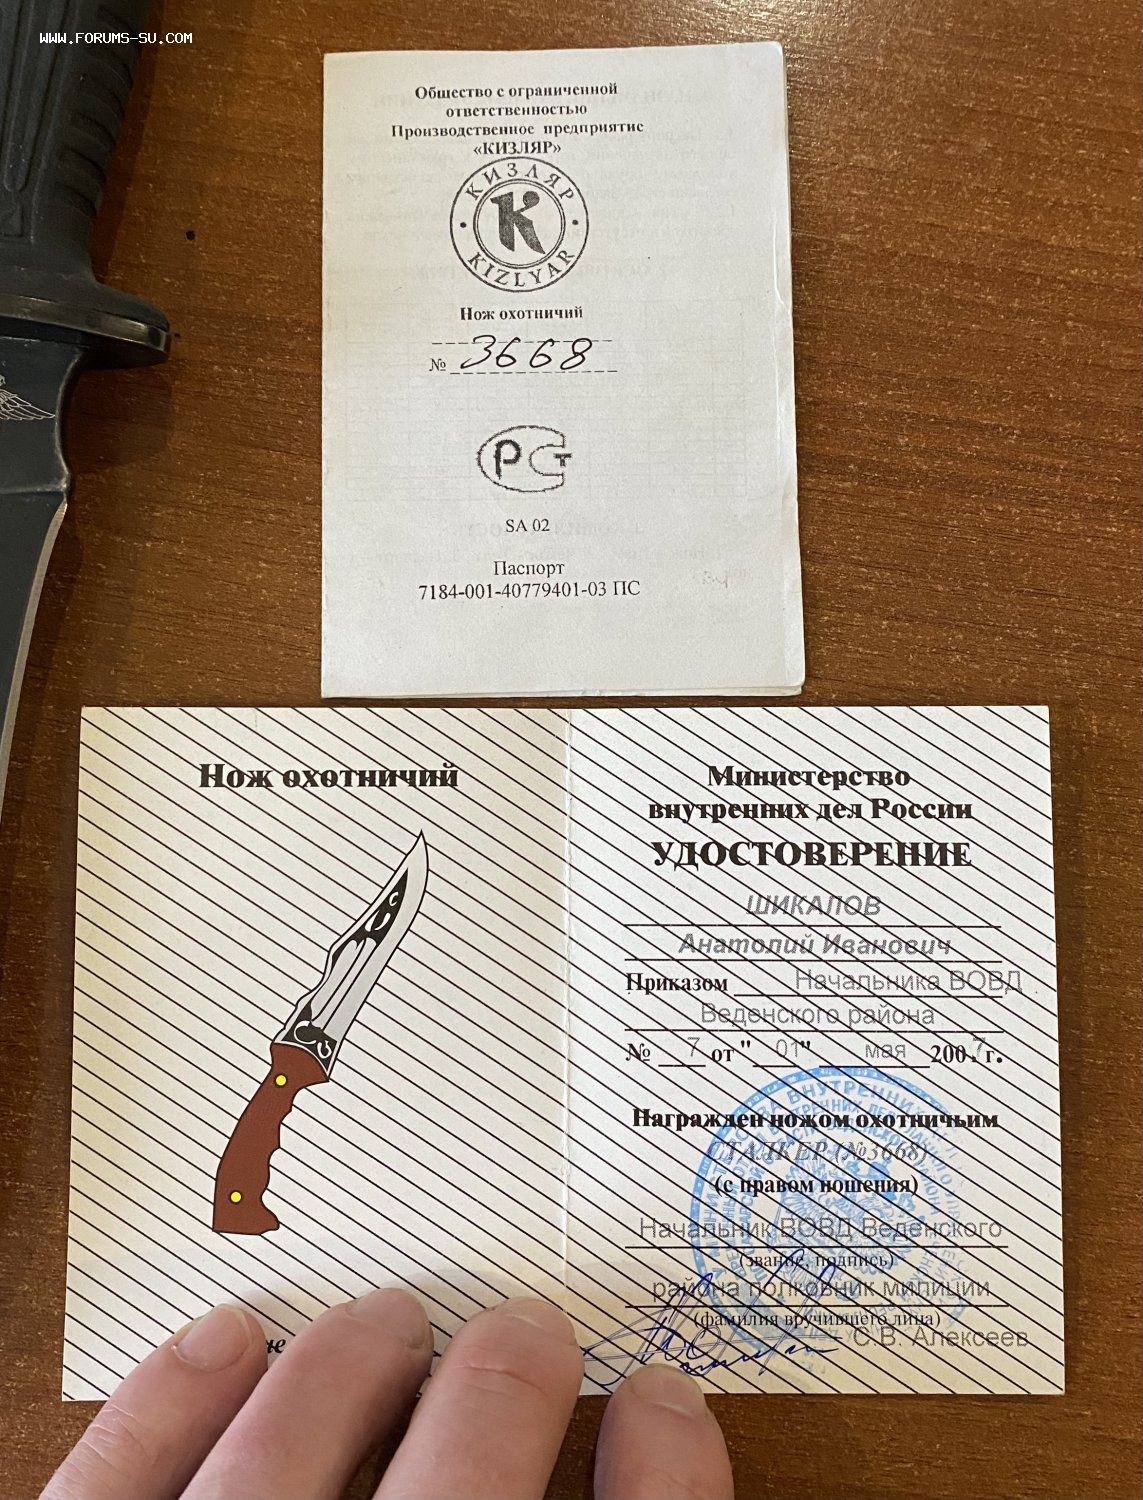 WWW.FORUMS-SU.COM
Общество с ограниченной
ответственностью
Производственное предприятие
«КИЗЛЯР»
КИЗЛЯР
K
KIZLYAR
Нож охотничий
№ 3668
РСТ
SA 02
Паспорт
7184-001-40779401-03 ПС
Нож охотничий
Министерство
внутренних дел России
УДОСТОВЕРЕНИЕ
ШИКАЛОВ
Анатолий Иванович
Приказом Начальника ВОВД
Веденского района
№ 7 от "01" мая 2007г.
Награжден ножом охотничьим
СТАЛКЕР (№3668)
(с правом ношения)
Начальник ВОВД Веденского
(звание, подпись)
района полковник милиции
(фамилия вручившего лица)
С.В. Алексеев